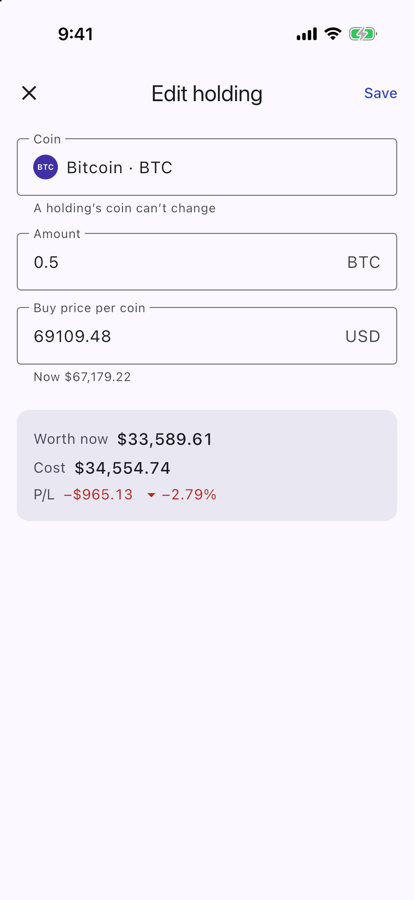 9:41
Edit holding
Save
Coin
BTC Bitcoin · BTC
A holding's coin can't change
Amount
0.5 BTC
Buy price per coin
69109.48 USD
Now $67,179.22
Worth now $33,589.61
Cost $34,554.74
P/L −$965.13 −2.79%